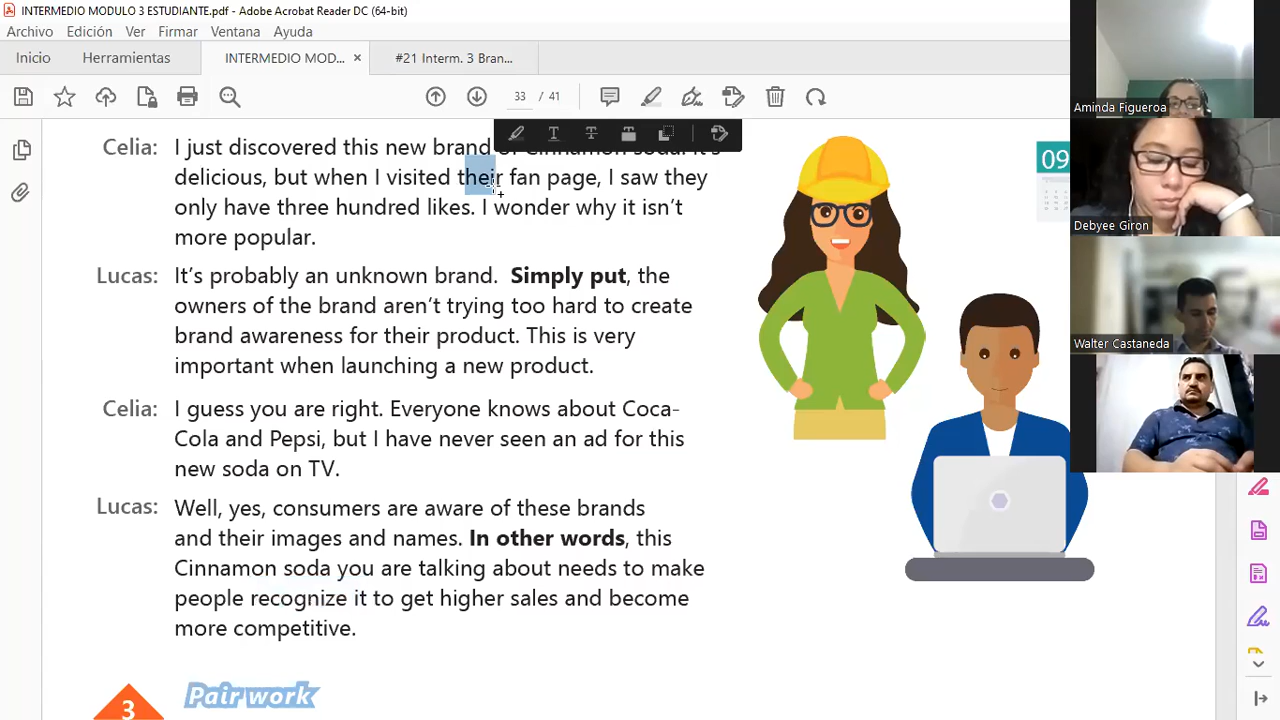 INTERMEDIO MODULO 3 ESTUDIANTE.pdf - Adobe Acrobat Reader DC (64-bit)
Archivo Edición Ver Firmar Ventana Ayuda
Inicio Herramientas INTERMEDIO MOD... × #21 Interm. 3 Bran...
33 / 41
Celia: I just discovered this new brand of Cinnamon soda. It's
delicious, but when I visited their fan page, I saw they
only have three hundred likes. I wonder why it isn't
more popular.
Lucas: It's probably an unknown brand. Simply put, the
owners of the brand aren't trying too hard to create
brand awareness for their product. This is very
important when launching a new product.
Celia: I guess you are right. Everyone knows about Coca-
Cola and Pepsi, but I have never seen an ad for this
new soda on TV.
Lucas: Well, yes, consumers are aware of these brands
and their images and names. In other words, this
Cinnamon soda you are talking about needs to make
people recognize it to get higher sales and become
more competitive.
3 Pair work
09
Aminda Figueroa
Debyee Giron
Walter Castaneda